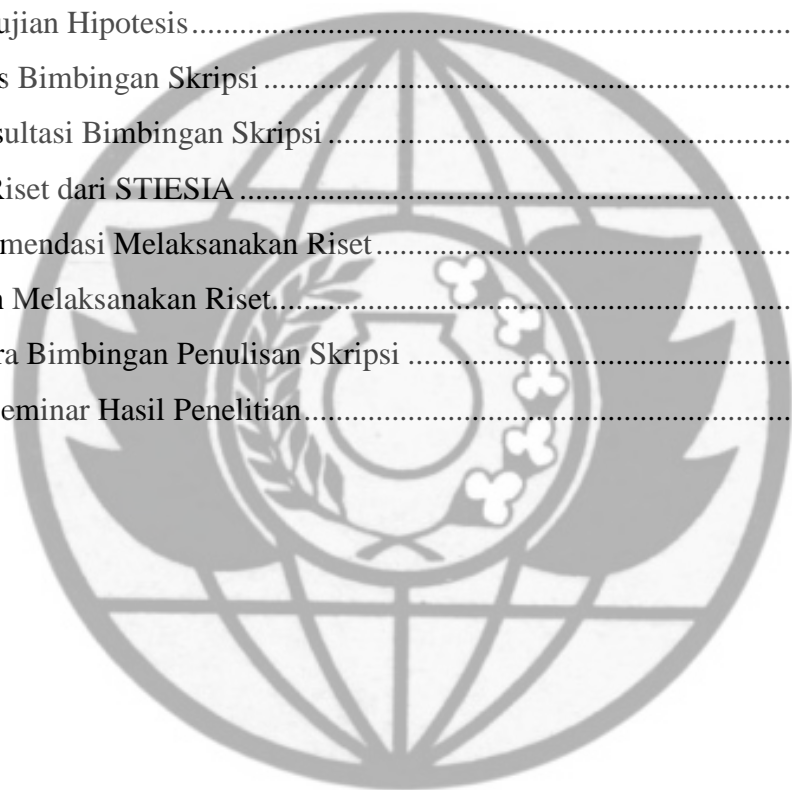 ujian Hipotesis
s Bimbingan Skripsi
sultasi Bimbingan Skripsi
Riset dari STIESIA
mendasi Melaksanakan Riset
n Melaksanakan Riset
ra Bimbingan Penulisan Skripsi
eminar Hasil Penelitian